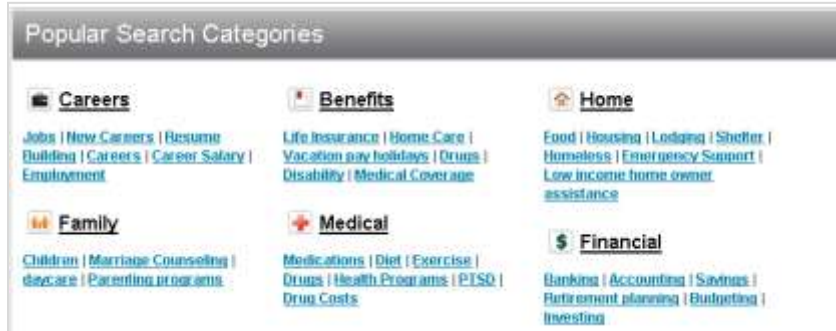 Popular Search Categories
Careers
Jobs | New Careers | Resume
Building | Careers | Career Salary |
Employment
Benefits
Life Insurance | Home Care |
Vacation pay holidays | Drugs |
Disability | Medical Coverage
Home
Food | Housing | Lodging | Shelter |
Homeless | Emergency Support |
Low income home owner
assistance
Family
Children | Marriage Counseling |
daycare | Parenting programs
Medical
Medications | Diet | Exercise |
Drugs | Health Programs | PTSD |
Drug Costs
Financial
Banking | Accounting | Savings |
Retirement planning | Budgeting |
Investing